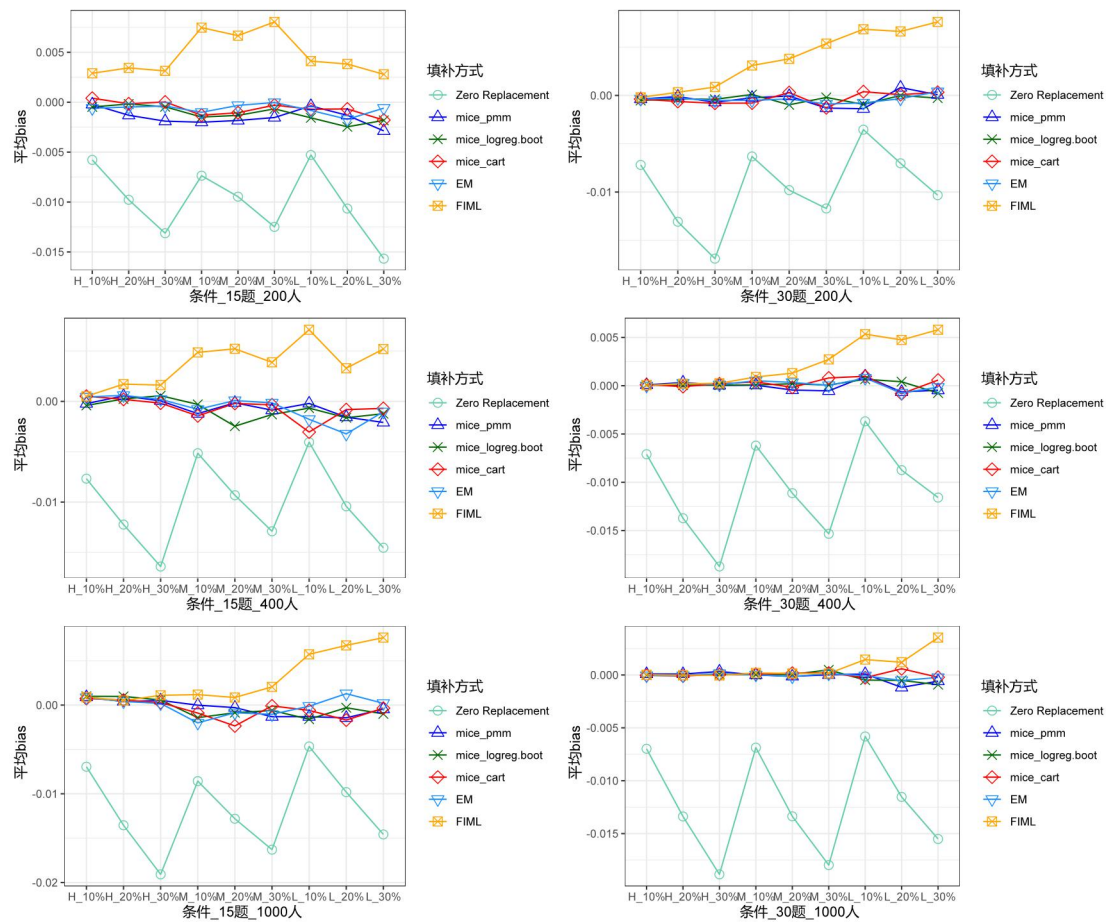 平均bias
0.005
0.000
-0.005
-0.010
-0.015
H_10%
H_20%
H_30%
M_10%
M_20%
M_30%
L_10%
L_20%
L_30%
条件_15题_200人
填补方式
Zero Replacement
mice_pmm
mice_logreg.boot
mice_cart
EM
FIML
平均bias
0.00
-0.01
H_10%
H_20%
H_30%
M_10%
M_20%
M_30%
L_10%
L_20%
L_30%
条件_30题_200人
填补方式
Zero Replacement
mice_pmm
mice_logreg.boot
mice_cart
EM
FIML
平均bias
0.00
-0.01
H_10%
H_20%
H_30%
M_10%
M_20%
M_30%
L_10%
L_20%
L_30%
条件_15题_400人
填补方式
Zero Replacement
mice_pmm
mice_logreg.boot
mice_cart
EM
FIML
平均bias
0.005
0.000
-0.005
-0.010
-0.015
H_10%
H_20%
H_30%
M_10%
M_20%
M_30%
L_10%
L_20%
L_30%
条件_30题_400人
填补方式
Zero Replacement
mice_pmm
mice_logreg.boot
mice_cart
EM
FIML
平均bias
0.00
-0.01
-0.02
H_10%
H_20%
H_30%
M_10%
M_20%
M_30%
L_10%
L_20%
L_30%
条件_15题_1000人
填补方式
Zero Replacement
mice_pmm
mice_logreg.boot
mice_cart
EM
FIML
平均bias
0.000
-0.005
-0.010
-0.015
H_10%
H_20%
H_30%
M_10%
M_20%
M_30%
L_10%
L_20%
L_30%
条件_30题_1000人
填补方式
Zero Replacement
mice_pmm
mice_logreg.boot
mice_cart
EM
FIML